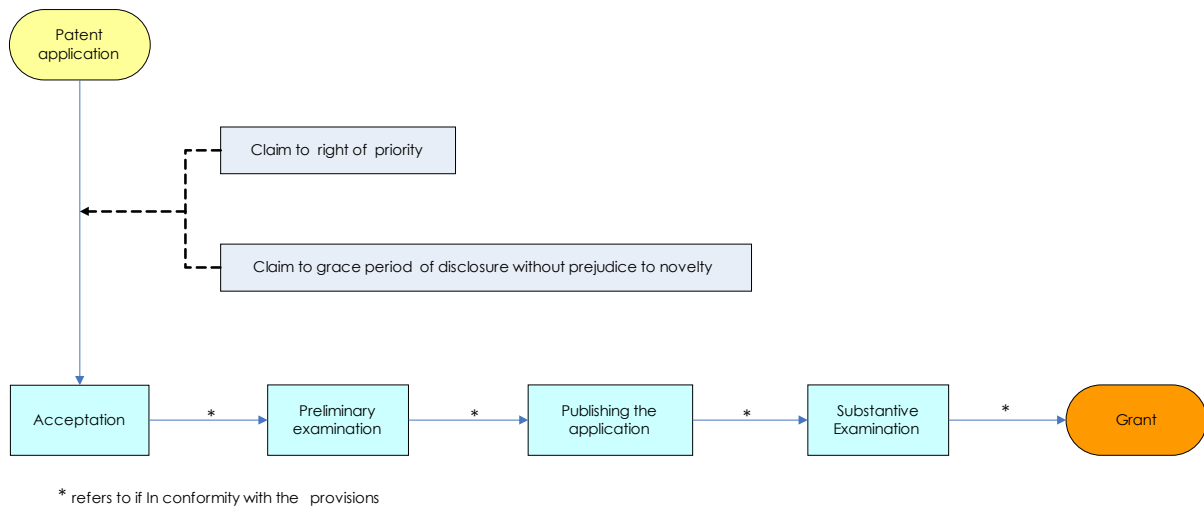 Patent
application
Claim to right of priority
Claim to grace period of disclosure without prejudice to novelty
Acceptation
*
Preliminary
examination
*
Publishing the
application
*
Substantive
Examination
*
Grant
* refers to if In conformity with the provisions